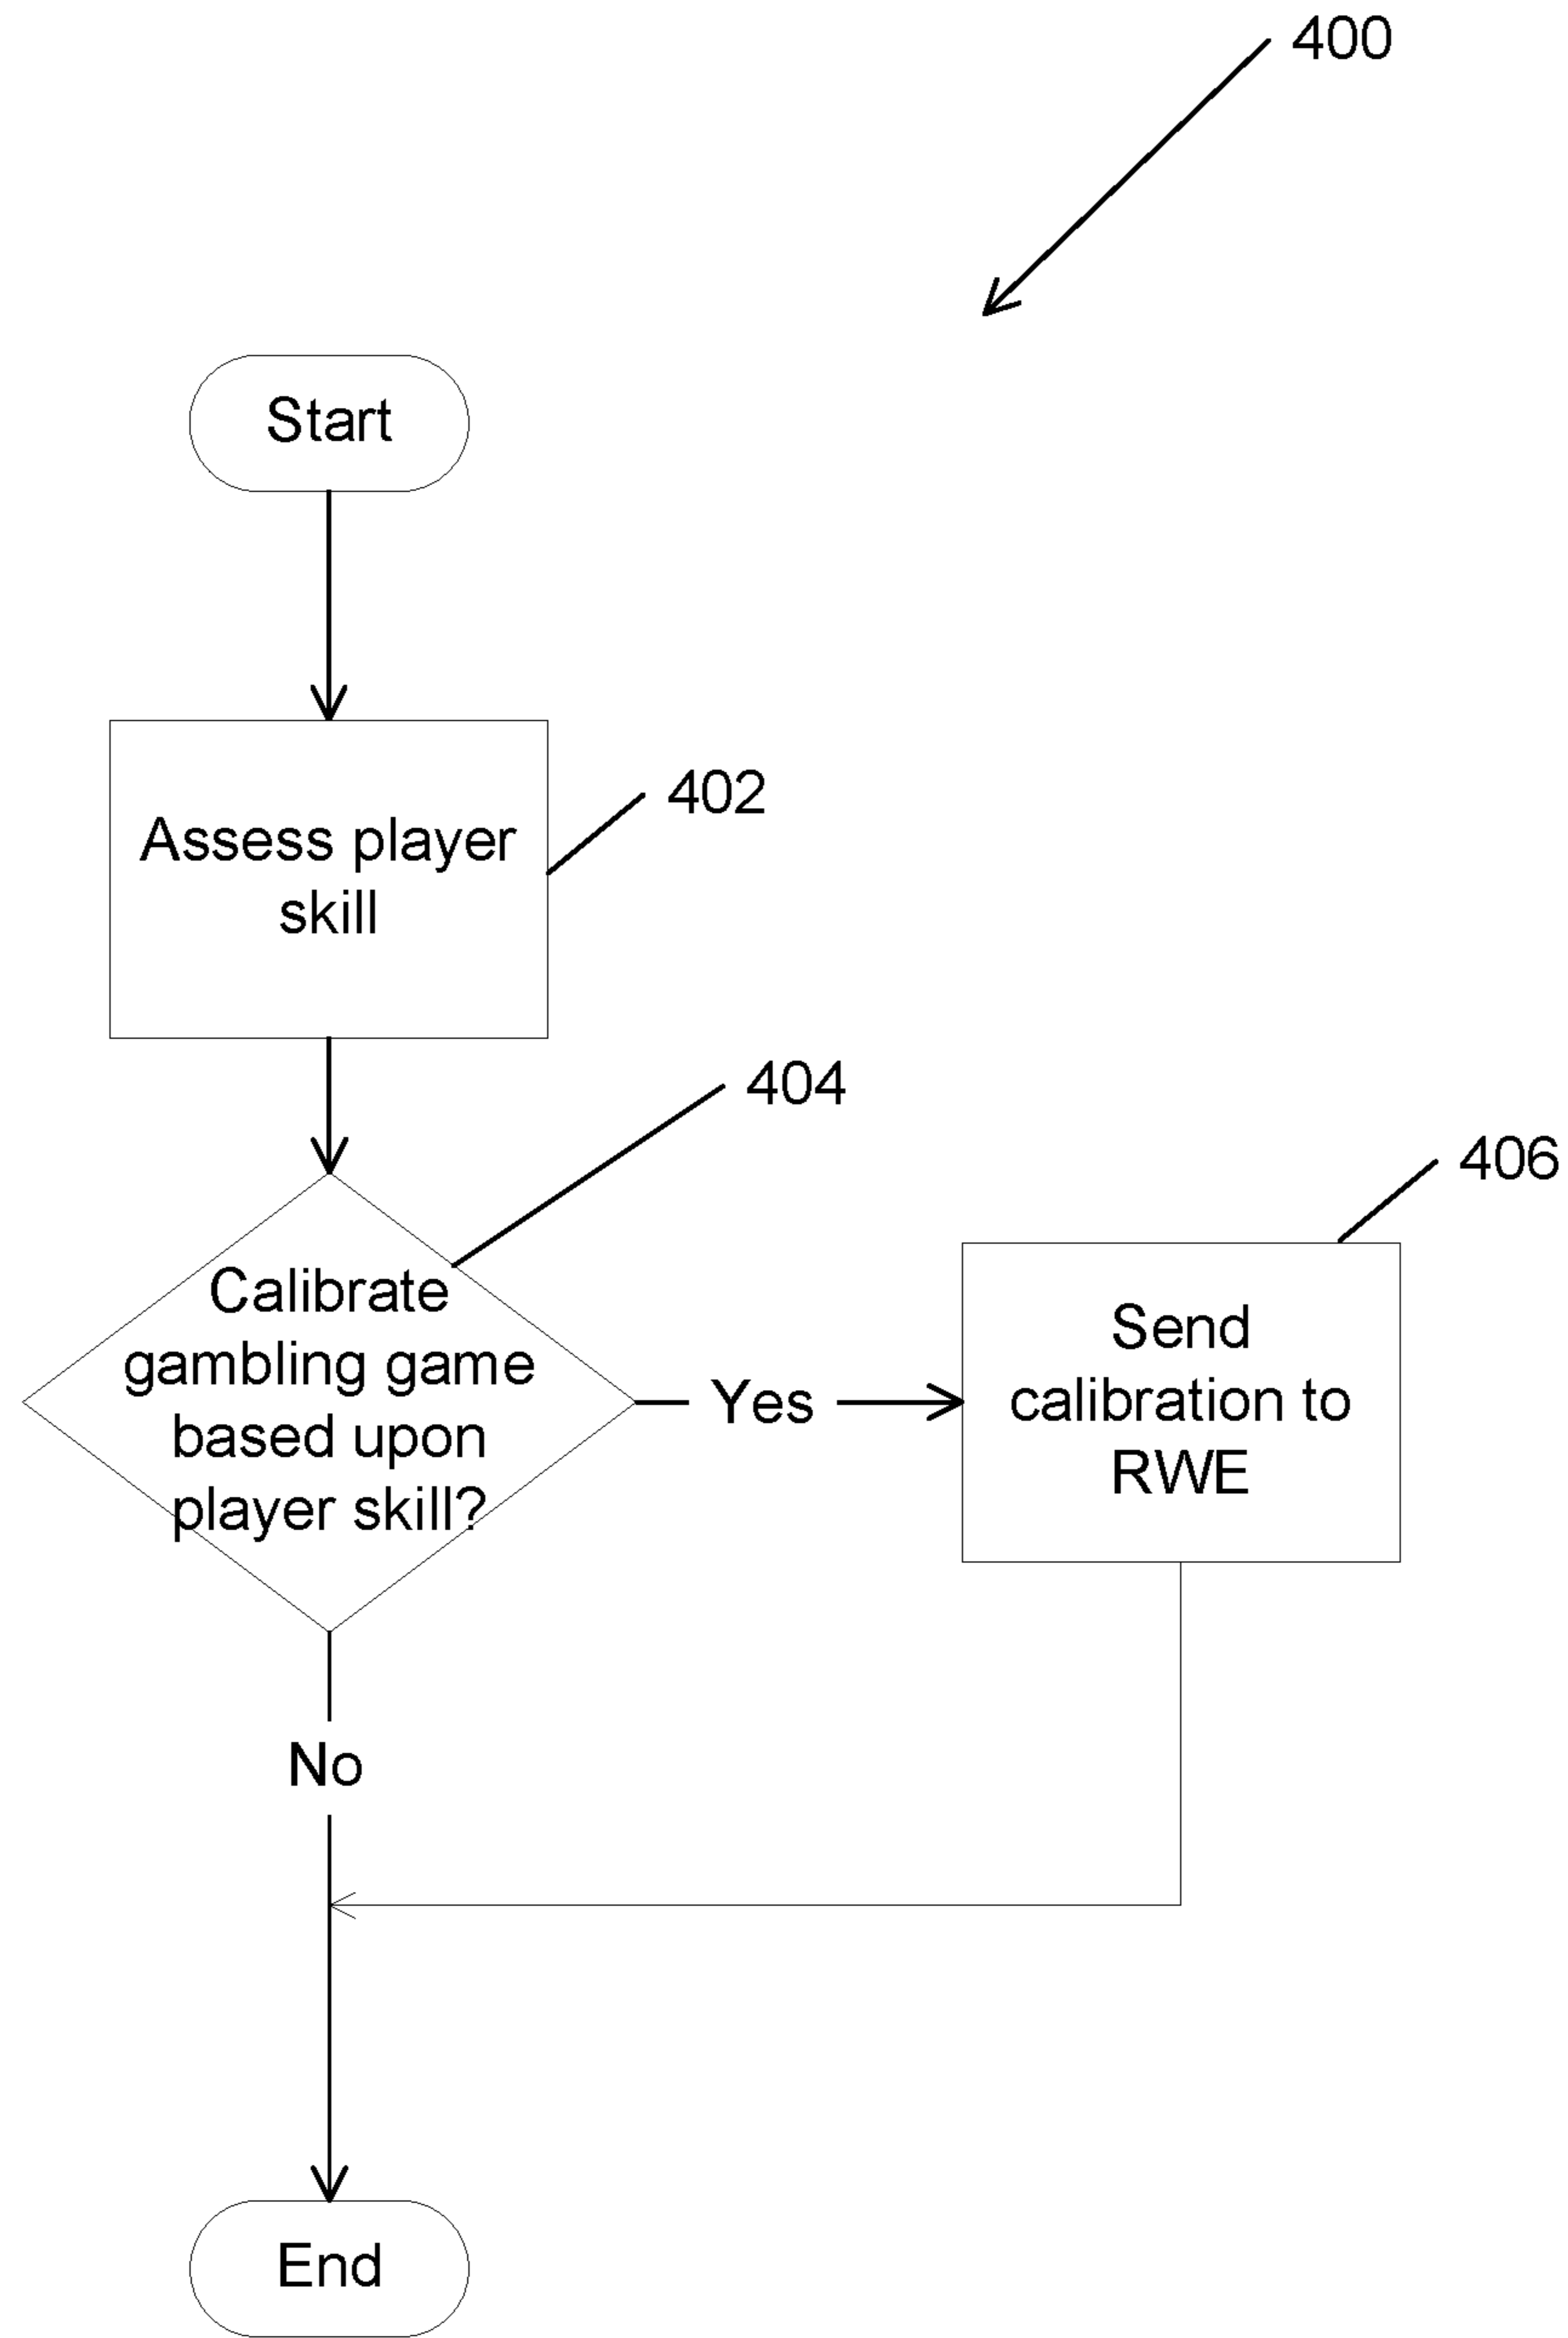 400
Start
402
Assess player
skill
404
406
Calibrate
gambling game
based upon
player skill?
Yes
Send
calibration to
RWE
No
End